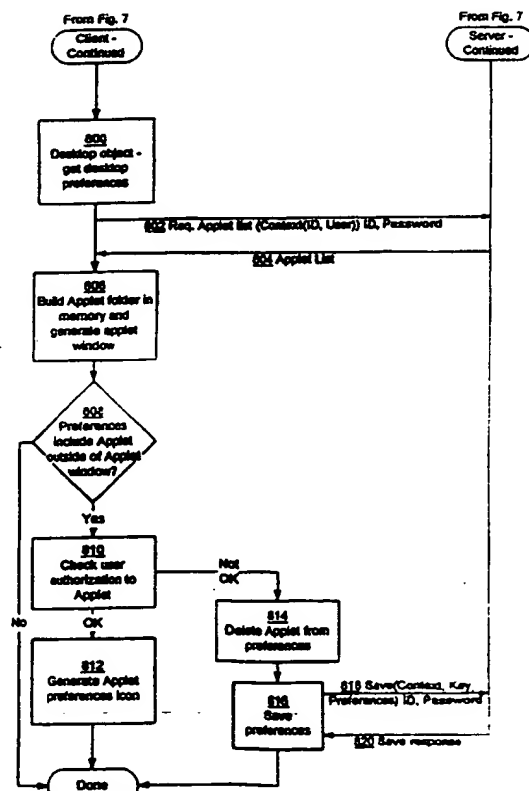 From Fig. 7
Client -
Continued
From Fig. 7
Server -
Continued
800
Desktop object -
get desktop
preferences
802 Req. Applet list (Context(ID, User)) ID, Password
804 Applet List
806
Build Applet folder in
memory and
generate applet
window
Preferences
include Applet
outside of Applet
window?
Yes
No
810
Check user
authorization to
Applet
Not
OK
OK
814
Delete Applet from
preferences
812
Generate Applet
preferences icon
816
Save
preferences
818 Save(Context, Key,
Preferences) ID, Password
820 Save response
Done